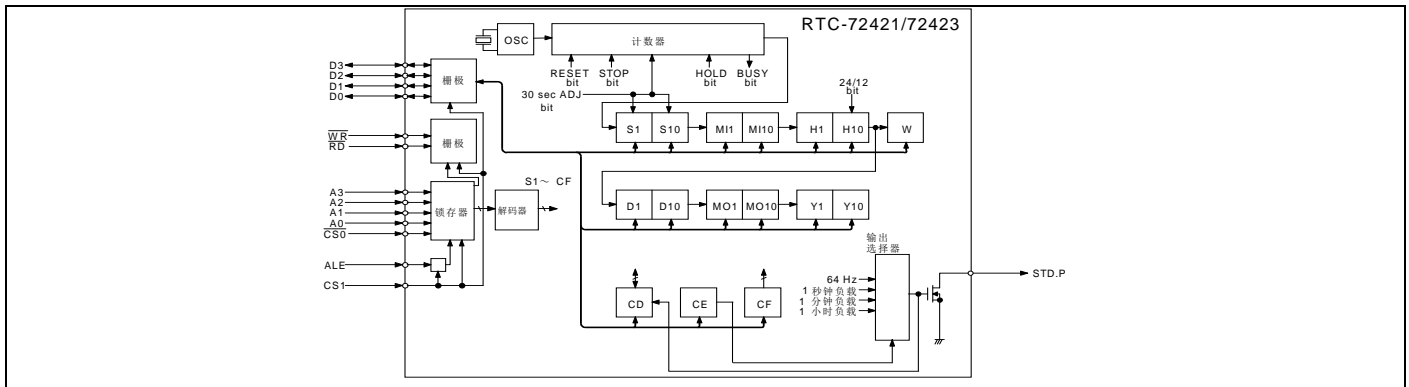 RTC-72421/72423
OSC
计数器
RESET bit
STOP bit
HOLD bit
BUSY bit
30 sec ADJ bit
24/12 bit
D3
D2
D1
D0
栅极
WR
RD
栅极
S1
S10
MI1
MI10
H1
H10
W
A3
A2
A1
A0
CS0
锁存器
解码器
S1～ CF
D1
D10
MO1
MO10
Y1
Y10
ALE
CS1
输出
选择器
64 Hz
1 秒钟负载
1 分钟负载
1 小时负载
CD
CE
CF
STD.P